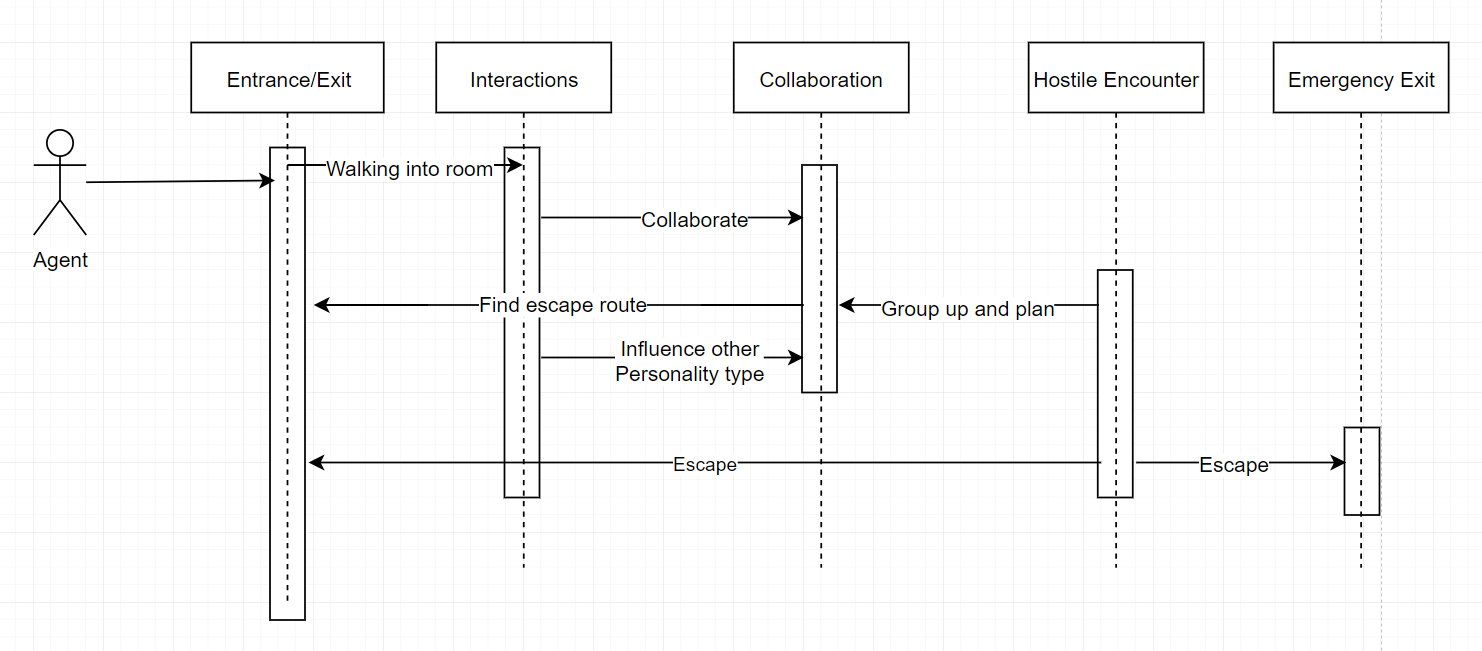 Entrance/Exit
Interactions
Collaboration
Hostile Encounter
Emergency Exit
Walking into room
Collaborate
Agent
Find escape route
Group up and plan
Influence other
Personality type
Escape
Escape